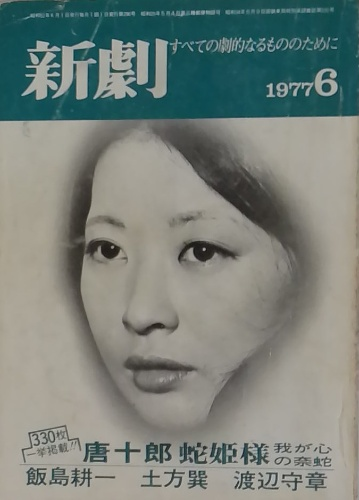 新劇
すべての劇的なるもののために
1977 6
330枚
一挙掲載!!
唐十郎 蛇姫様 我が心の奈蛇
飯島耕一 土方巽 渡辺守章